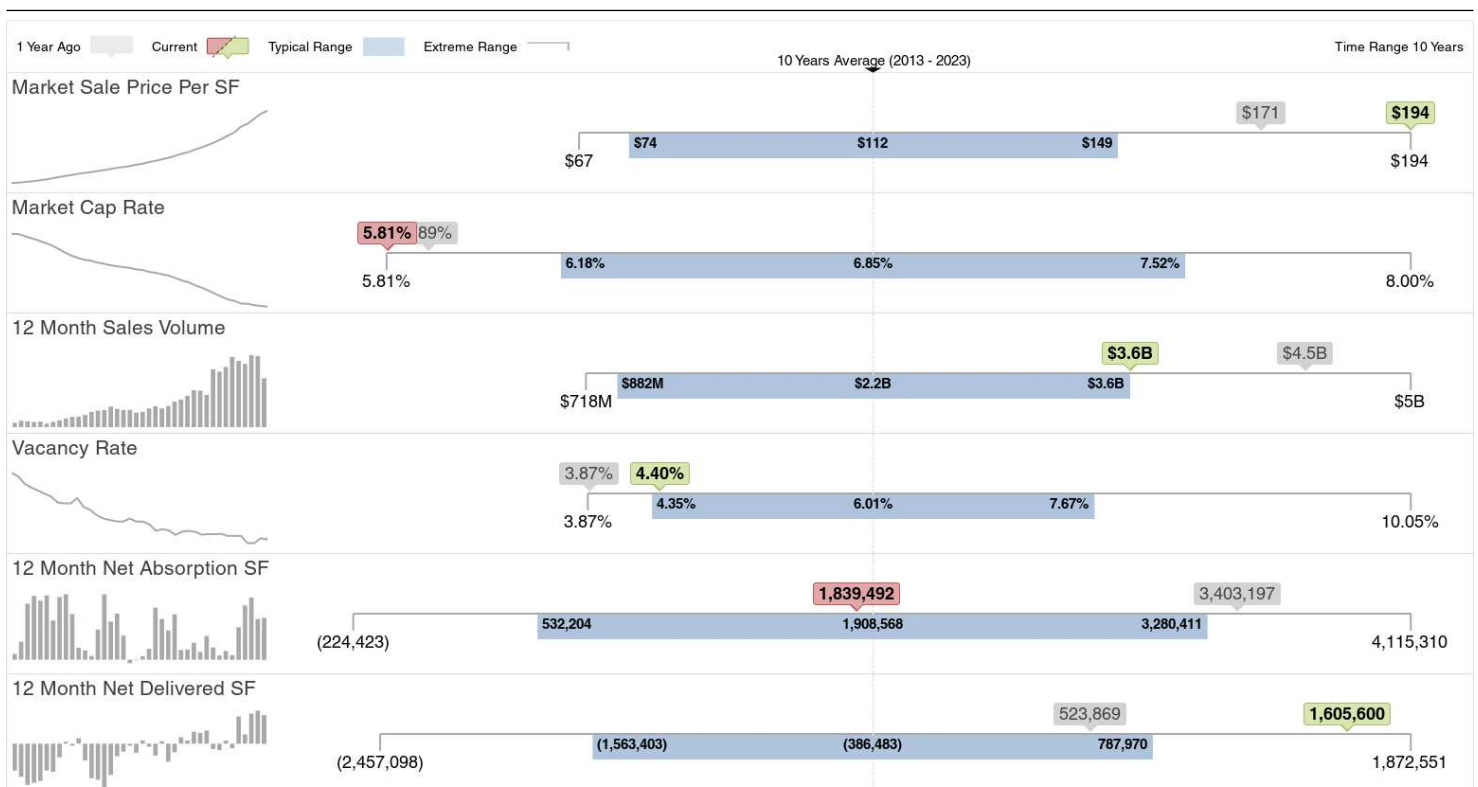 1 Year Ago Current Typical Range Extreme Range Time Range 10 Years
10 Years Average (2013 - 2023)
Market Sale Price Per SF
$171 $194
$74 $112 $149
$67 $194
Market Cap Rate
5.81% 89%
6.18% 6.85% 7.52%
5.81% 8.00%
12 Month Sales Volume
$3.6B $4.5B
$882M $2.2B $3.6B
$718M $5B
Vacancy Rate
3.87% 4.40%
4.35% 6.01% 7.67%
3.87% 10.05%
12 Month Net Absorption SF
1,839,492 3,403,197
532,204 1,908,568 3,280,411
(224,423) 4,115,310
12 Month Net Delivered SF
523,869 1,605,600
(1,563,403) (386,483) 787,970
(2,457,098) 1,872,551